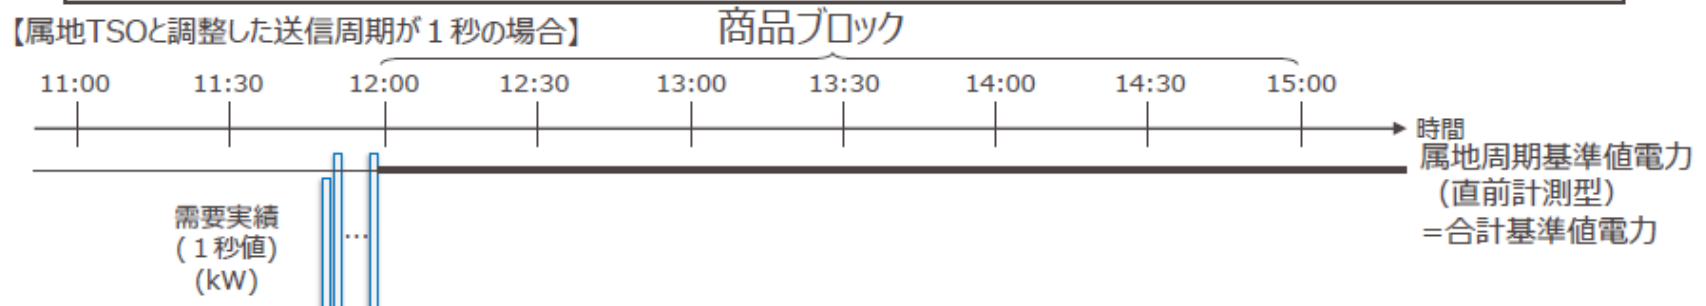 【属地TSOと調整した送信周期が１秒の場合】
商品ブロック
11:00 11:30 12:00 12:30 13:00 13:30 14:00 14:30 15:00
時間
属地周期基準値電力
（直前計測型）
=合計基準値電力
需要実績
(１秒値)
(kW)
…